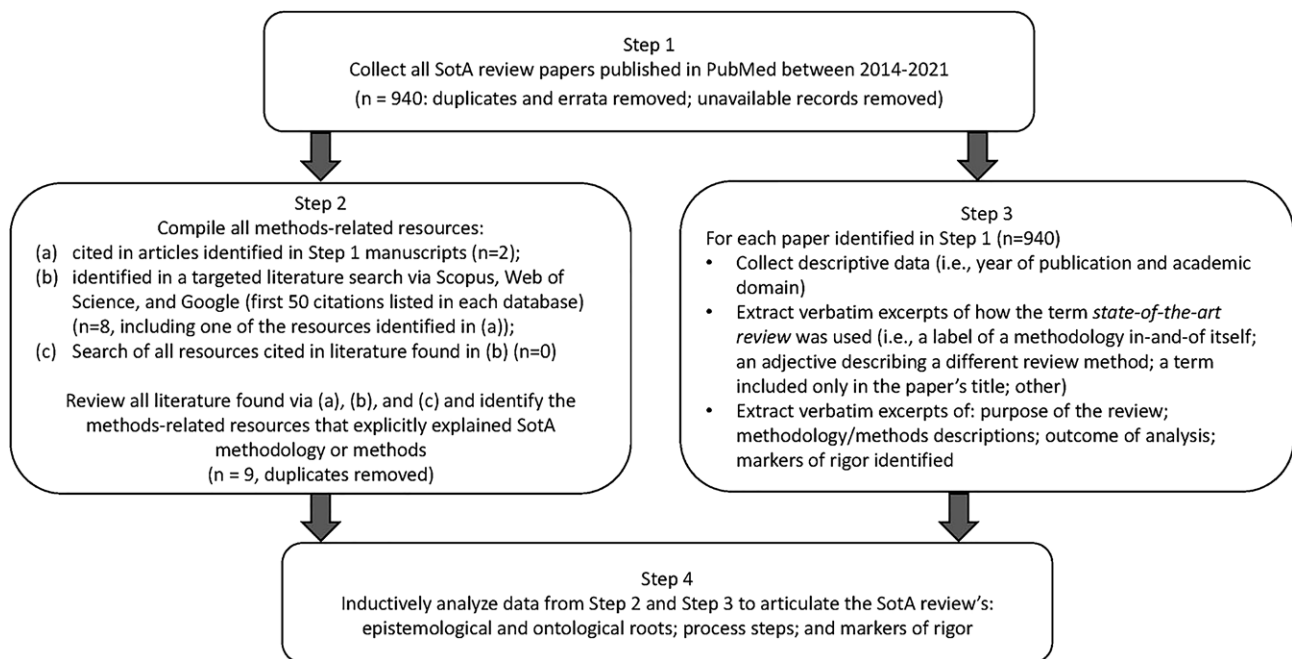 Step 1
Collect all SotA review papers published in PubMed between 2014-2021
(n = 940: duplicates and errata removed; unavailable records removed)
Step 2
Compile all methods-related resources:
(a) cited in articles identified in Step 1 manuscripts (n=2);
(b) identified in a targeted literature search via Scopus, Web of
Science, and Google (first 50 citations listed in each database)
(n=8, including one of the resources identified in (a));
(c) Search of all resources cited in literature found in (b) (n=0)
Review all literature found via (a), (b), and (c) and identify the
methods-related resources that explicitly explained SotA
methodology or methods
(n = 9, duplicates removed)
Step 3
For each paper identified in Step 1 (n=940)
• Collect descriptive data (i.e., year of publication and academic
domain)
• Extract verbatim excerpts of how the term state-of-the-art
review was used (i.e., a label of a methodology in-and-of itself;
an adjective describing a different review method; a term
included only in the paper's title; other)
• Extract verbatim excerpts of: purpose of the review;
methodology/methods descriptions; outcome of analysis;
markers of rigor identified
Step 4
Inductively analyze data from Step 2 and Step 3 to articulate the SotA review's:
epistemological and ontological roots; process steps; and markers of rigor